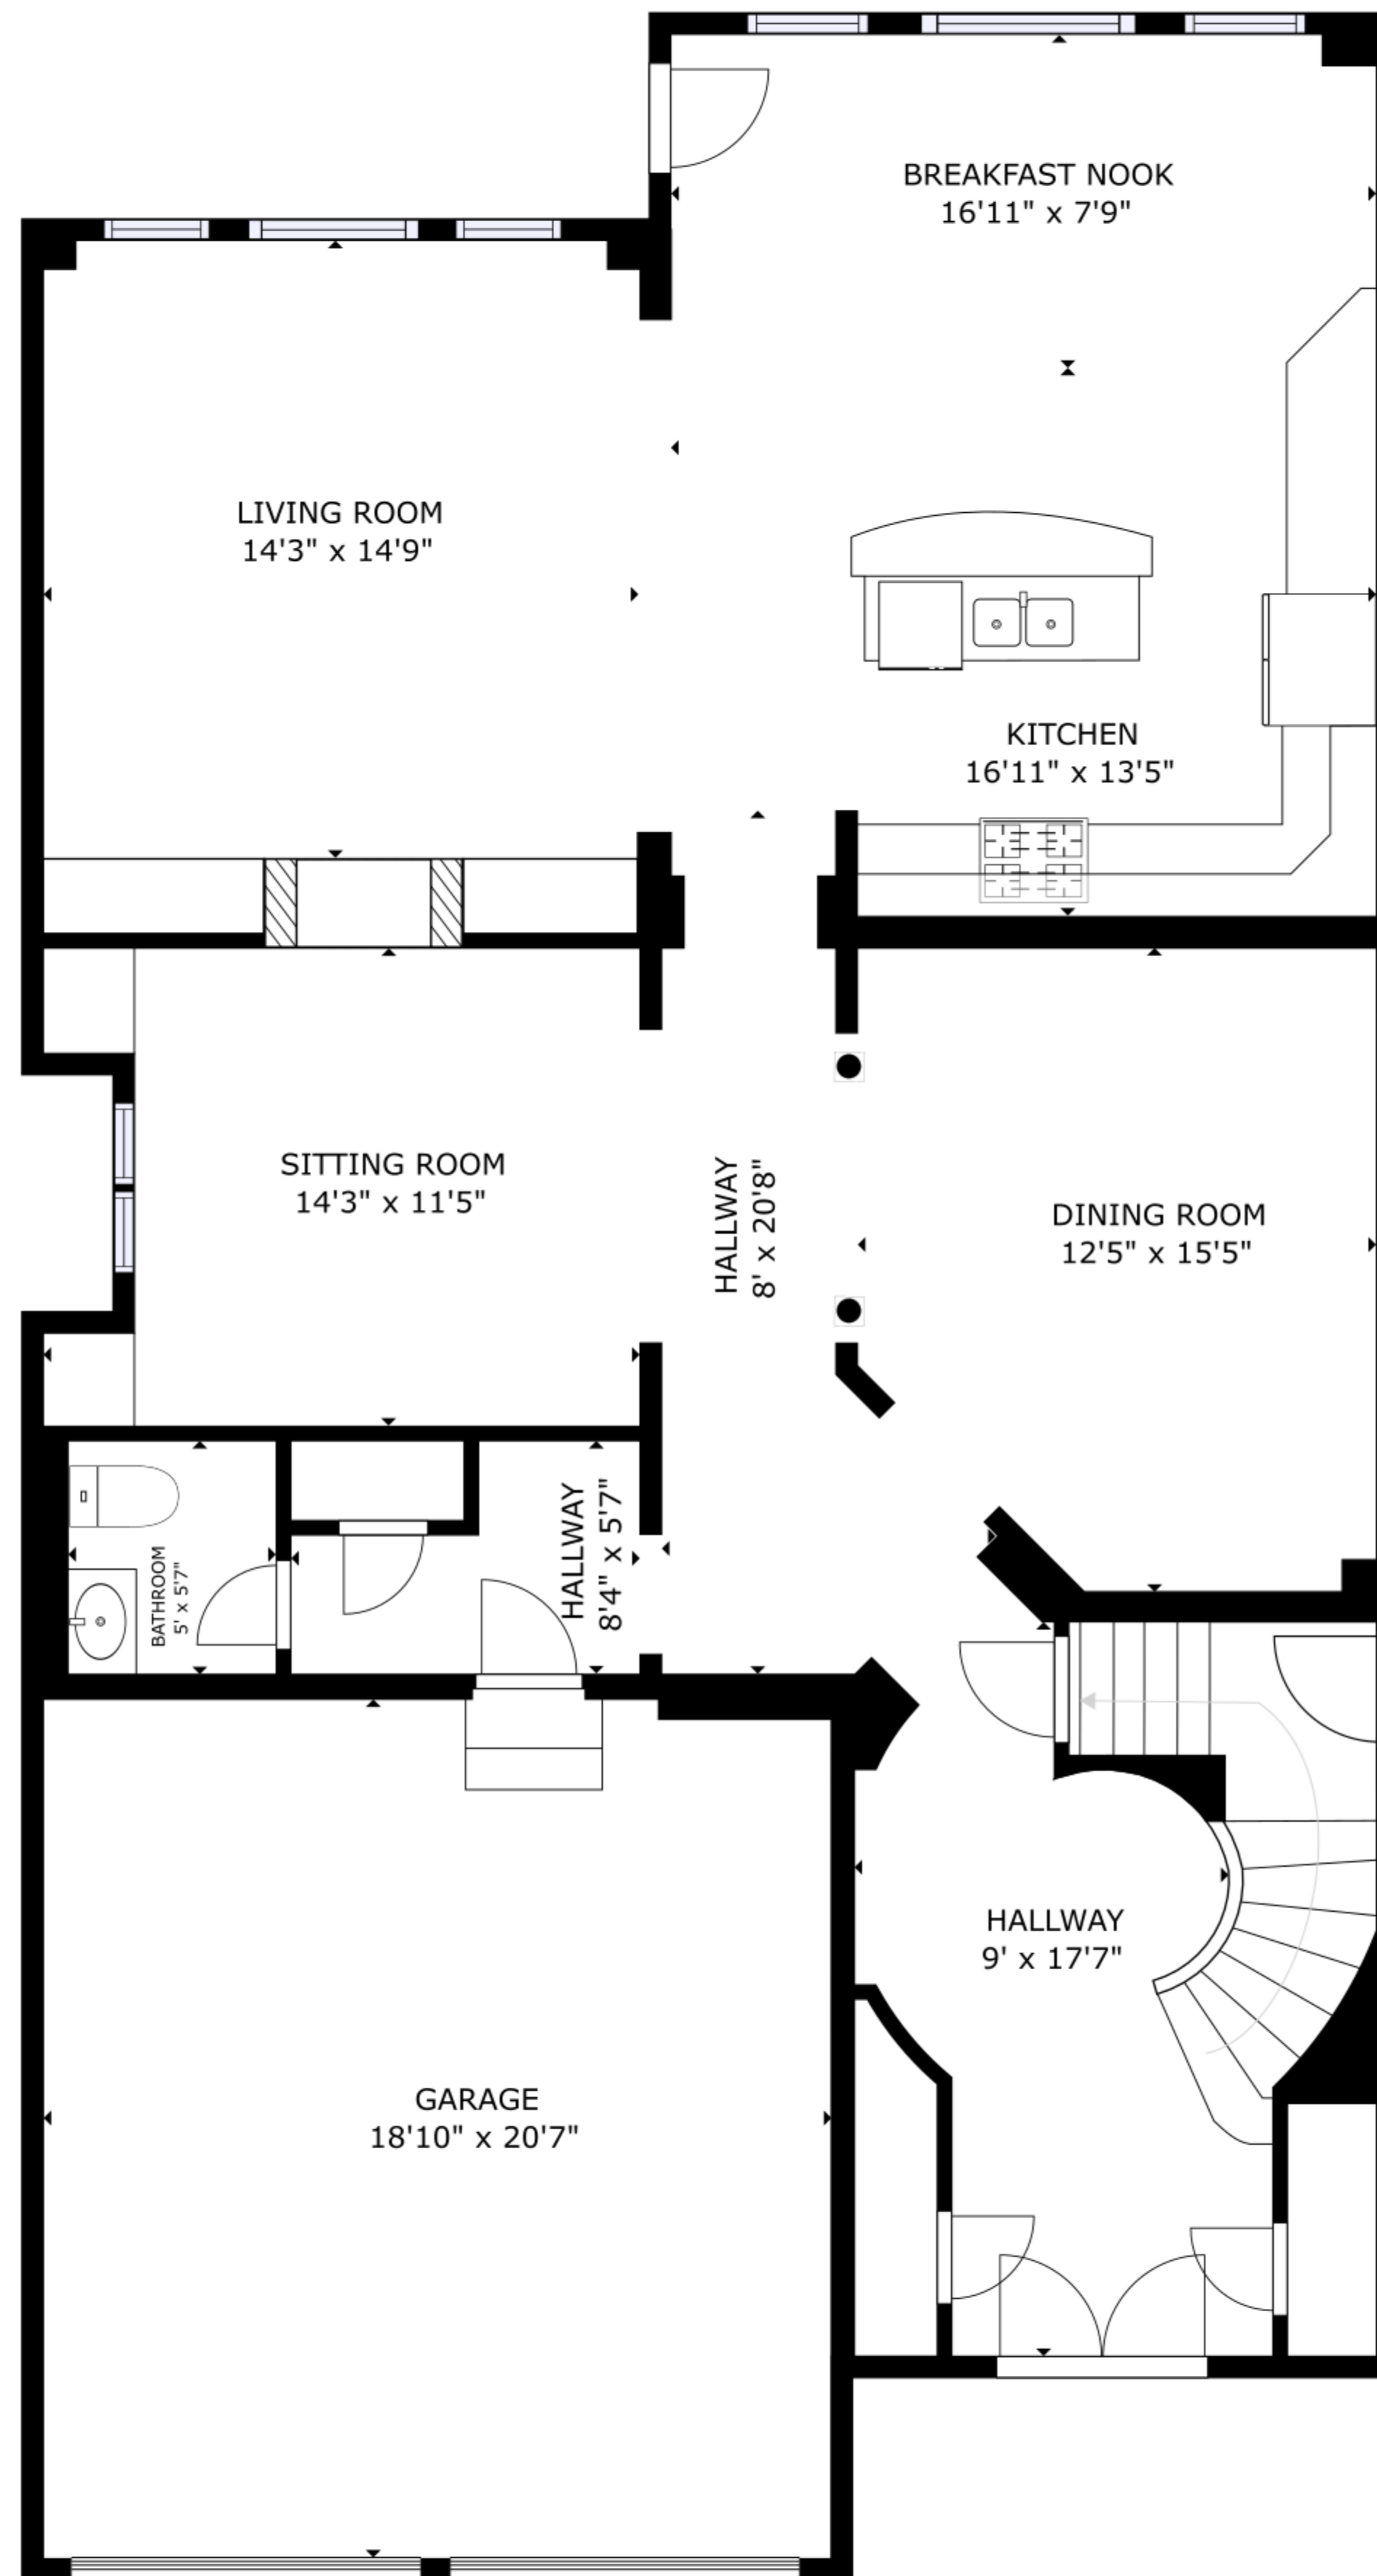 BREAKFAST NOOK
16'11" x 7'9"
LIVING ROOM
14'3" x 14'9"
KITCHEN
16'11" x 13'5"
SITTING ROOM
14'3" x 11'5"
HALLWAY
8' x 20'8"
DINING ROOM
12'5" x 15'5"
BATHROOM
5' x 5'7"
HALLWAY
8'4" x 5'7"
HALLWAY
9' x 17'7"
GARAGE
18'10" x 20'7"